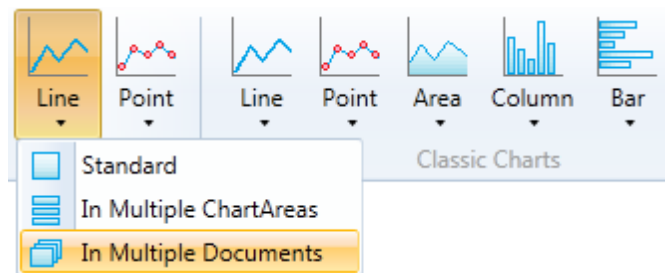 Line Point Line Point Area Column Bar
Standard Classic Charts
In Multiple ChartAreas
In Multiple Documents